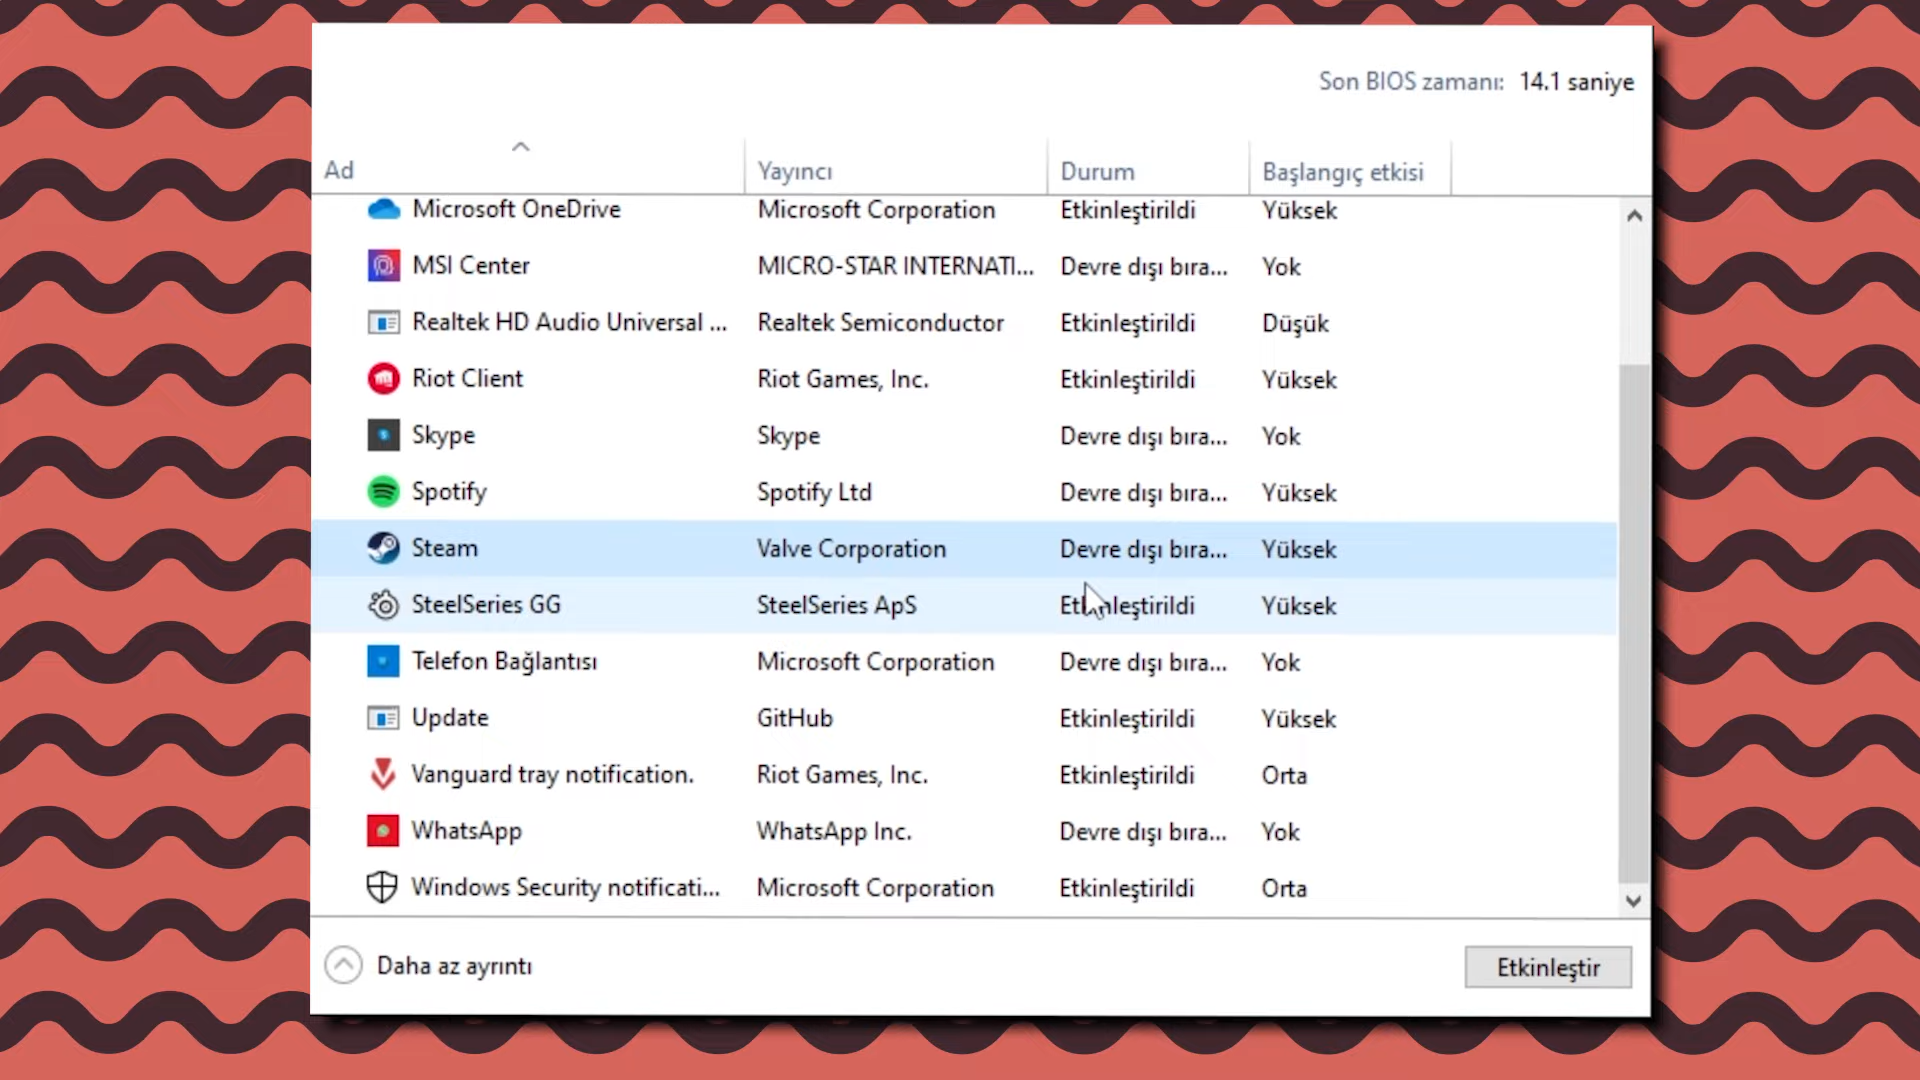 Son BIOS zamanı: 14.1 saniye
Ad Yayıncı Durum Başlangıç etkisi
Microsoft OneDrive Microsoft Corporation Etkinleştirildi Yüksek
MSI Center MICRO-STAR INTERNATI... Devre dışı bıra... Yok
Realtek HD Audio Universal ... Realtek Semiconductor Etkinleştirildi Düşük
Riot Client Riot Games, Inc. Etkinleştirildi Yüksek
Skype Skype Devre dışı bıra... Yok
Spotify Spotify Ltd Devre dışı bıra... Yüksek
Steam Valve Corporation Devre dışı bıra... Yüksek
SteelSeries GG SteelSeries ApS Etkinleştirildi Yüksek
Telefon Bağlantısı Microsoft Corporation Devre dışı bıra... Yok
Update GitHub Etkinleştirildi Yüksek
Vanguard tray notification. Riot Games, Inc. Etkinleştirildi Orta
WhatsApp WhatsApp Inc. Devre dışı bıra... Yok
Windows Security notificati... Microsoft Corporation Etkinleştirildi Orta
Daha az ayrıntı Etkinleştir